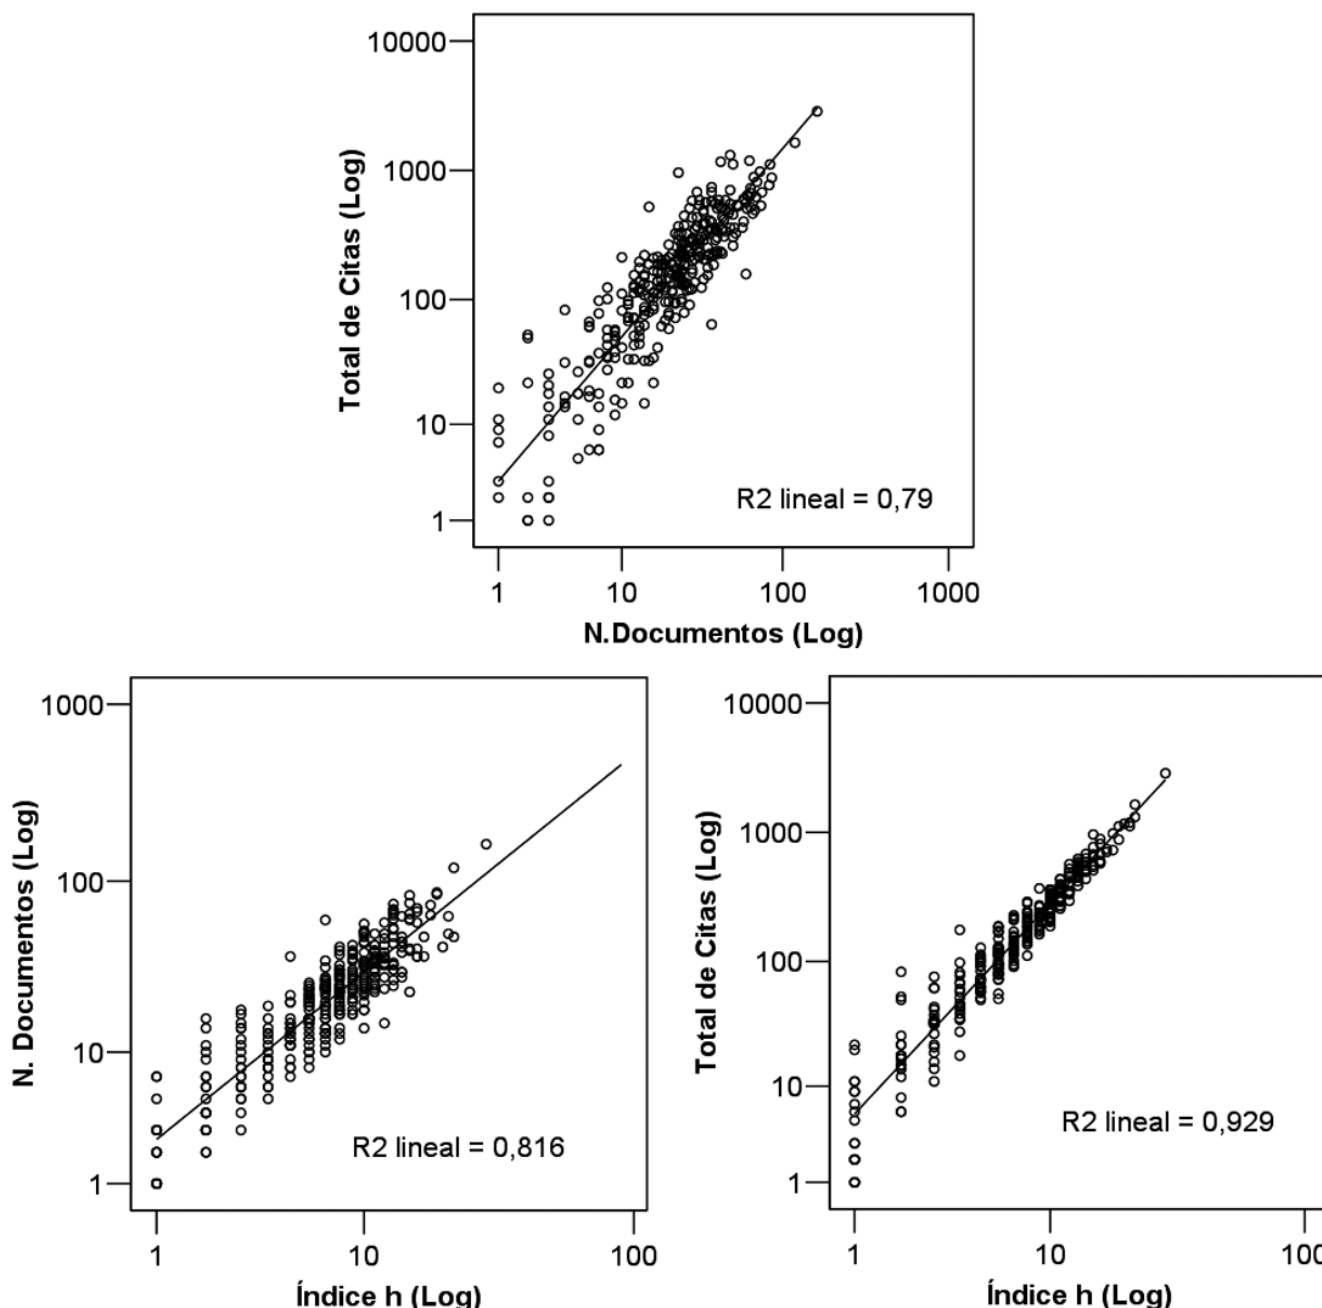 10000
1000
100
10
1
Total de Citas (Log)
R2 lineal = 0,79
1 10 100 1000
N.Documentos (Log)
1000
100
10
1
N. Documentos (Log)
R2 lineal = 0,816
1 10 100
Índice h (Log)
10000
1000
100
10
1
Total de Citas (Log)
R2 lineal = 0,929
1 10 100
Índice h (Log)